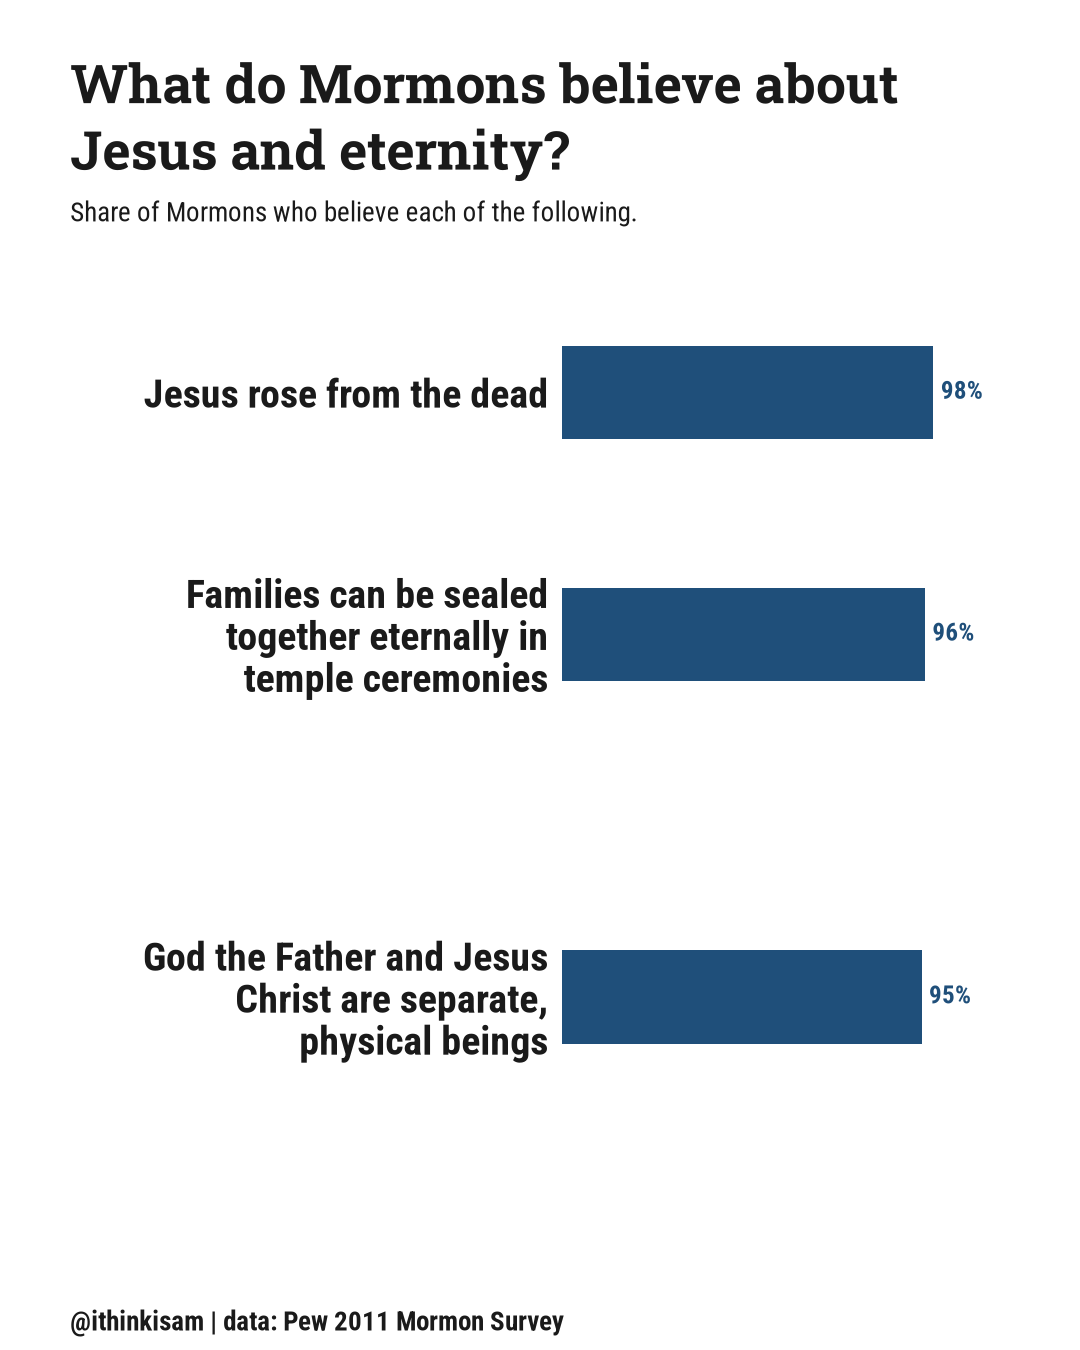 What do Mormons believe about
Jesus and eternity?
Share of Mormons who believe each of the following.
Jesus rose from the dead
98%
Families can be sealed
together eternally in
temple ceremonies
96%
God the Father and Jesus
Christ are separate,
physical beings
95%
@ithinkisam | data: Pew 2011 Mormon Survey